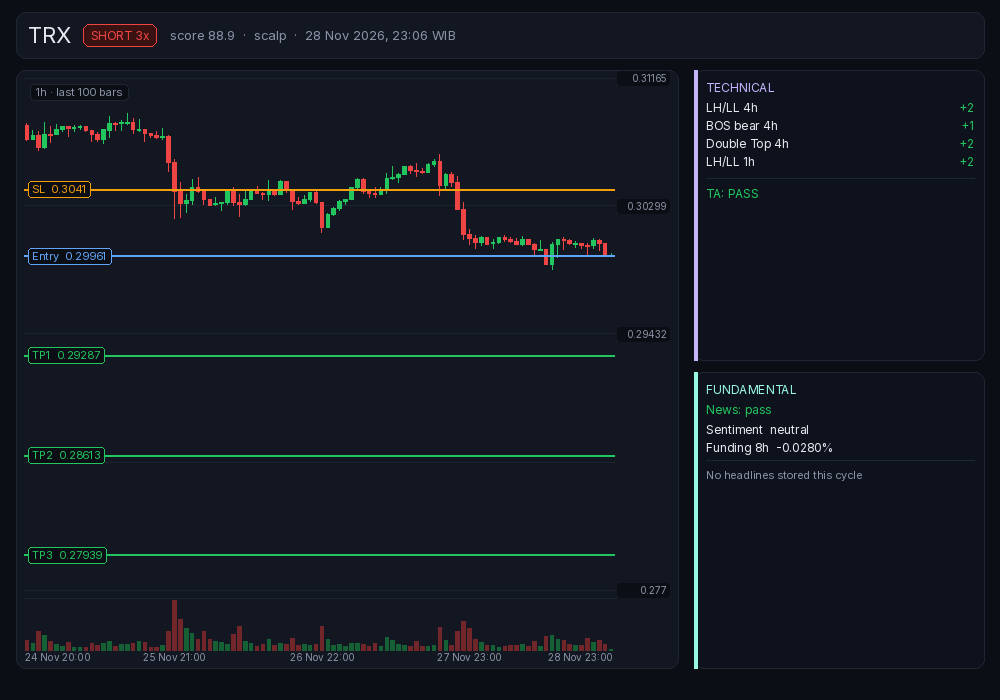 TRX SHORT 3x score 88.9 · scalp · 28 Nov 2026, 23:06 WIB
1h · last 100 bars
0.31165
SL 0.3041
0.30299
Entry 0.29961
0.29432
TP1 0.29287
TP2 0.28613
TP3 0.27939
0.277
24 Nov 20:00 25 Nov 21:00 26 Nov 22:00 27 Nov 23:00 28 Nov 23:00
TECHNICAL
LH/LL 4h +2
BOS bear 4h +1
Double Top 4h +2
LH/LL 1h +2
TA: PASS
FUNDAMENTAL
News: pass
Sentiment neutral
Funding 8h -0.0280%
No headlines stored this cycle